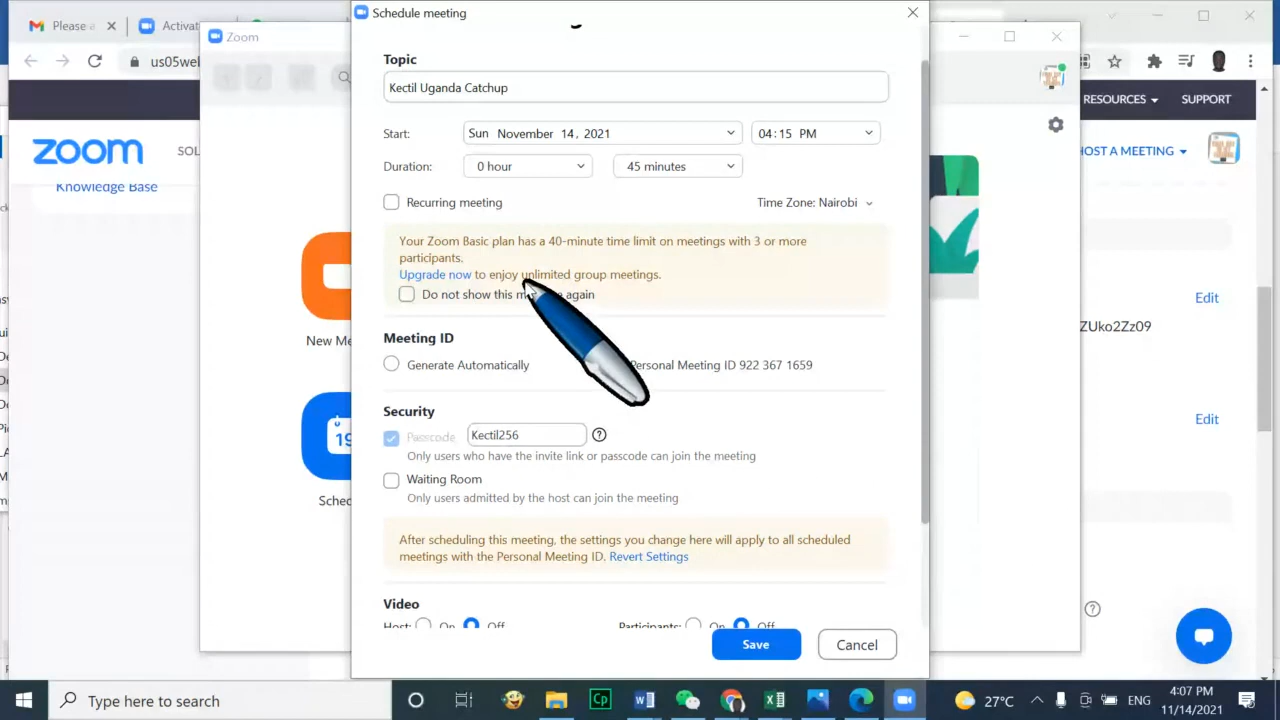 Please a
Activat
us05web
Zoom
Schedule meeting
RESOURCES
SUPPORT
zoom
SOL
HOST A MEETING
Knowledge Base
Topic
Kectil Uganda Catchup
Start:
Sun November 14, 2021
04:15 PM
Duration:
0 hour
45 minutes
Recurring meeting
Time Zone: Nairobi
Your Zoom Basic plan has a 40-minute time limit on meetings with 3 or more
participants.
Upgrade now to enjoy unlimited group meetings.
Do not show this again
Edit
ZUko2Zz09
New Me
Meeting ID
Generate Automatically
Personal Meeting ID 922 367 1659
Security
Edit
Passcode
Kectil256
Only users who have the invite link or passcode can join the meeting
19
Waiting Room
Only users admitted by the host can join the meeting
Sched
After scheduling this meeting, the settings you change here will apply to all scheduled
meetings with the Personal Meeting ID. Revert Settings
Video
Host: On Off
Participants: On Off
Save
Cancel
Type here to search
27°C
ENG
4:07 PM
11/14/2021